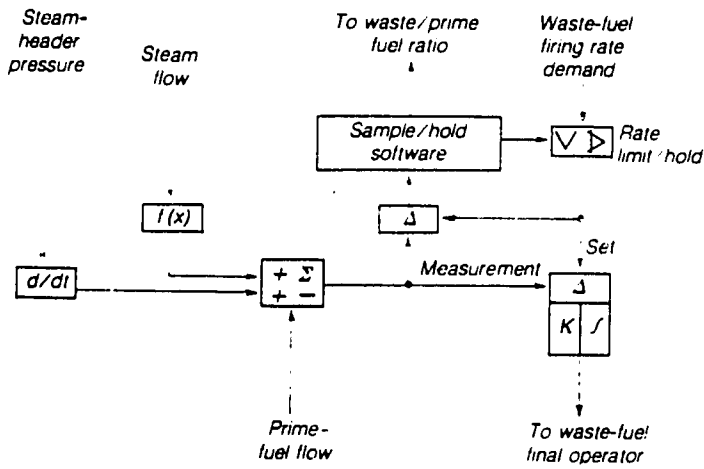 Steam-
header
pressure
Steam
flow
To waste/prime
fuel ratio
Waste-fuel
firing rate
demand
Sample/hold
software
Rate
limit/hold
f(x)
Δ
Set
d/dt
+ Σ
+ −
Measurement
Δ
K ∫
Prime-
fuel flow
To waste-fuel
final operator